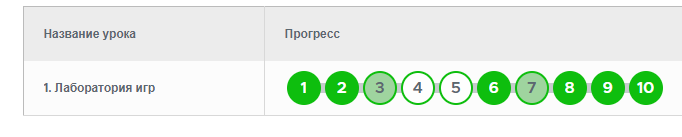 Название урока Прогресс
1. Лаборатория игр 1 2 3 4 5 6 7 8 9 10